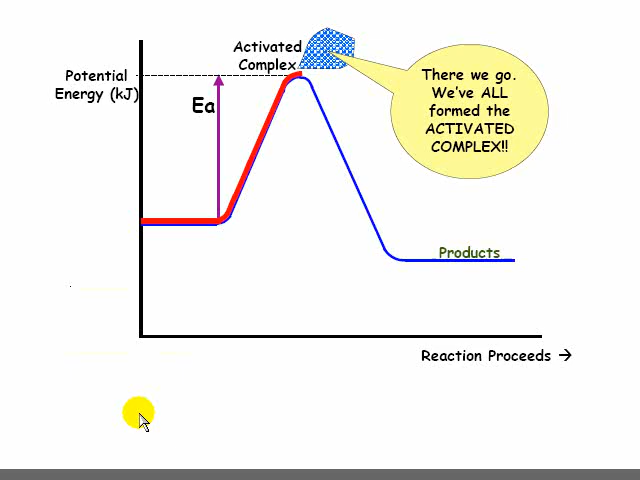 Activated
Complex
Potential
Energy (kJ)
Ea
There we go.
We've ALL
formed the
ACTIVATED
COMPLEX!!
Products
Reaction Proceeds →